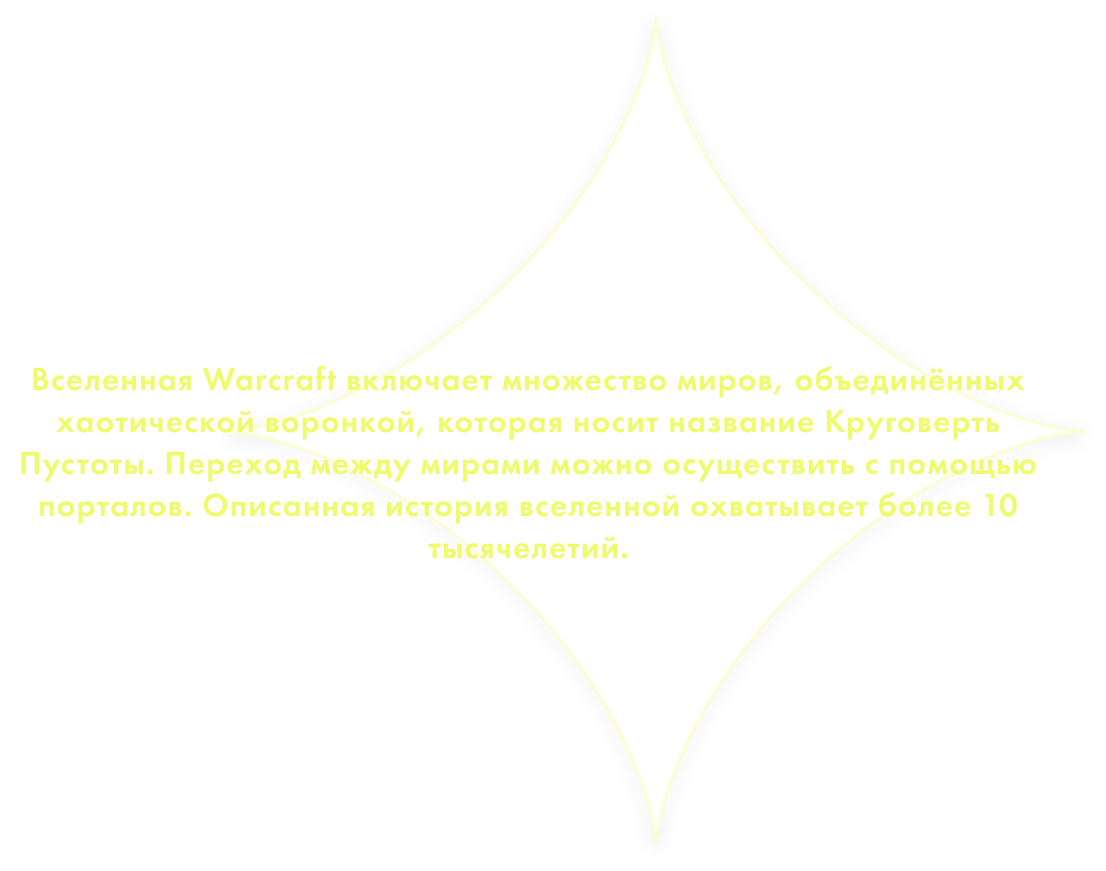 Вселенная Warcraft включает множество миров, объединённых
хаотической воронкой, которая носит название Круговерть
Пустоты. Переход между мирами можно осуществить с помощью
порталов. Описанная история вселенной охватывает более 10
тысячелетий.